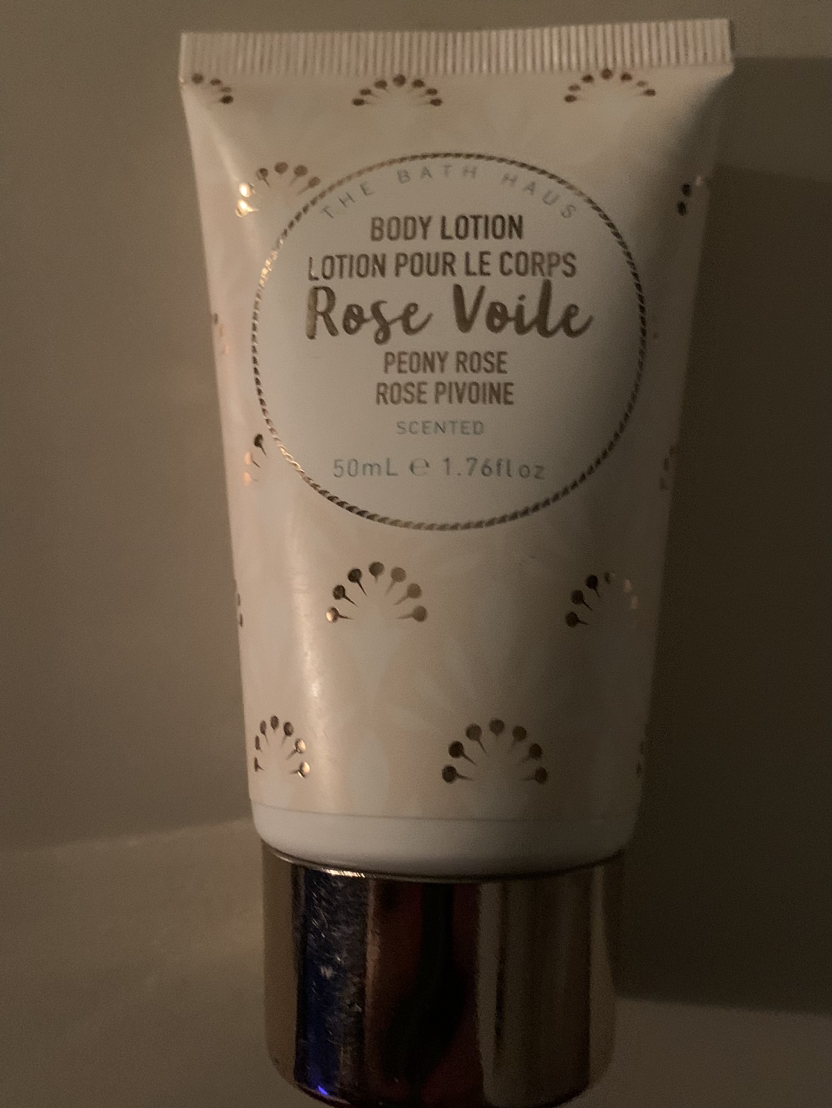 THE BATH HAUS
BODY LOTION
LOTION POUR LE CORPS
Rose Voile
PEONY ROSE
ROSE PIVOINE
SCENTED
50mL ℮ 1.76fl oz